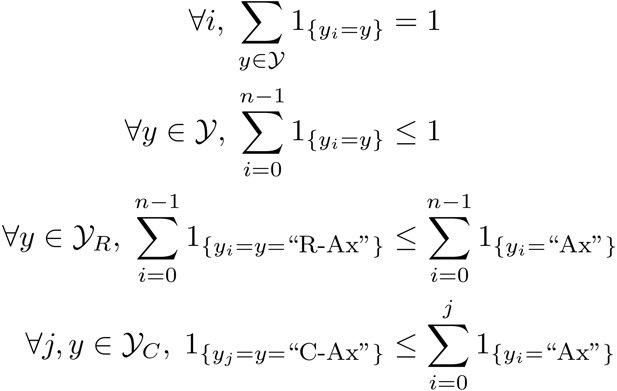 ∀i, ∑_{y∈𝒴} 1_{{y_i=y}} = 1
∀y ∈ 𝒴, ∑_{i=0}^{n−1} 1_{{y_i=y}} ≤ 1
∀y ∈ 𝒴_R, ∑_{i=0}^{n−1} 1_{{y_i=y=“R-Ax”}} ≤ ∑_{i=0}^{n−1} 1_{{y_i=“Ax”}}
∀j, y ∈ 𝒴_C, 1_{{y_j=y=“C-Ax”}} ≤ ∑_{i=0}^{j} 1_{{y_i=“Ax”}}